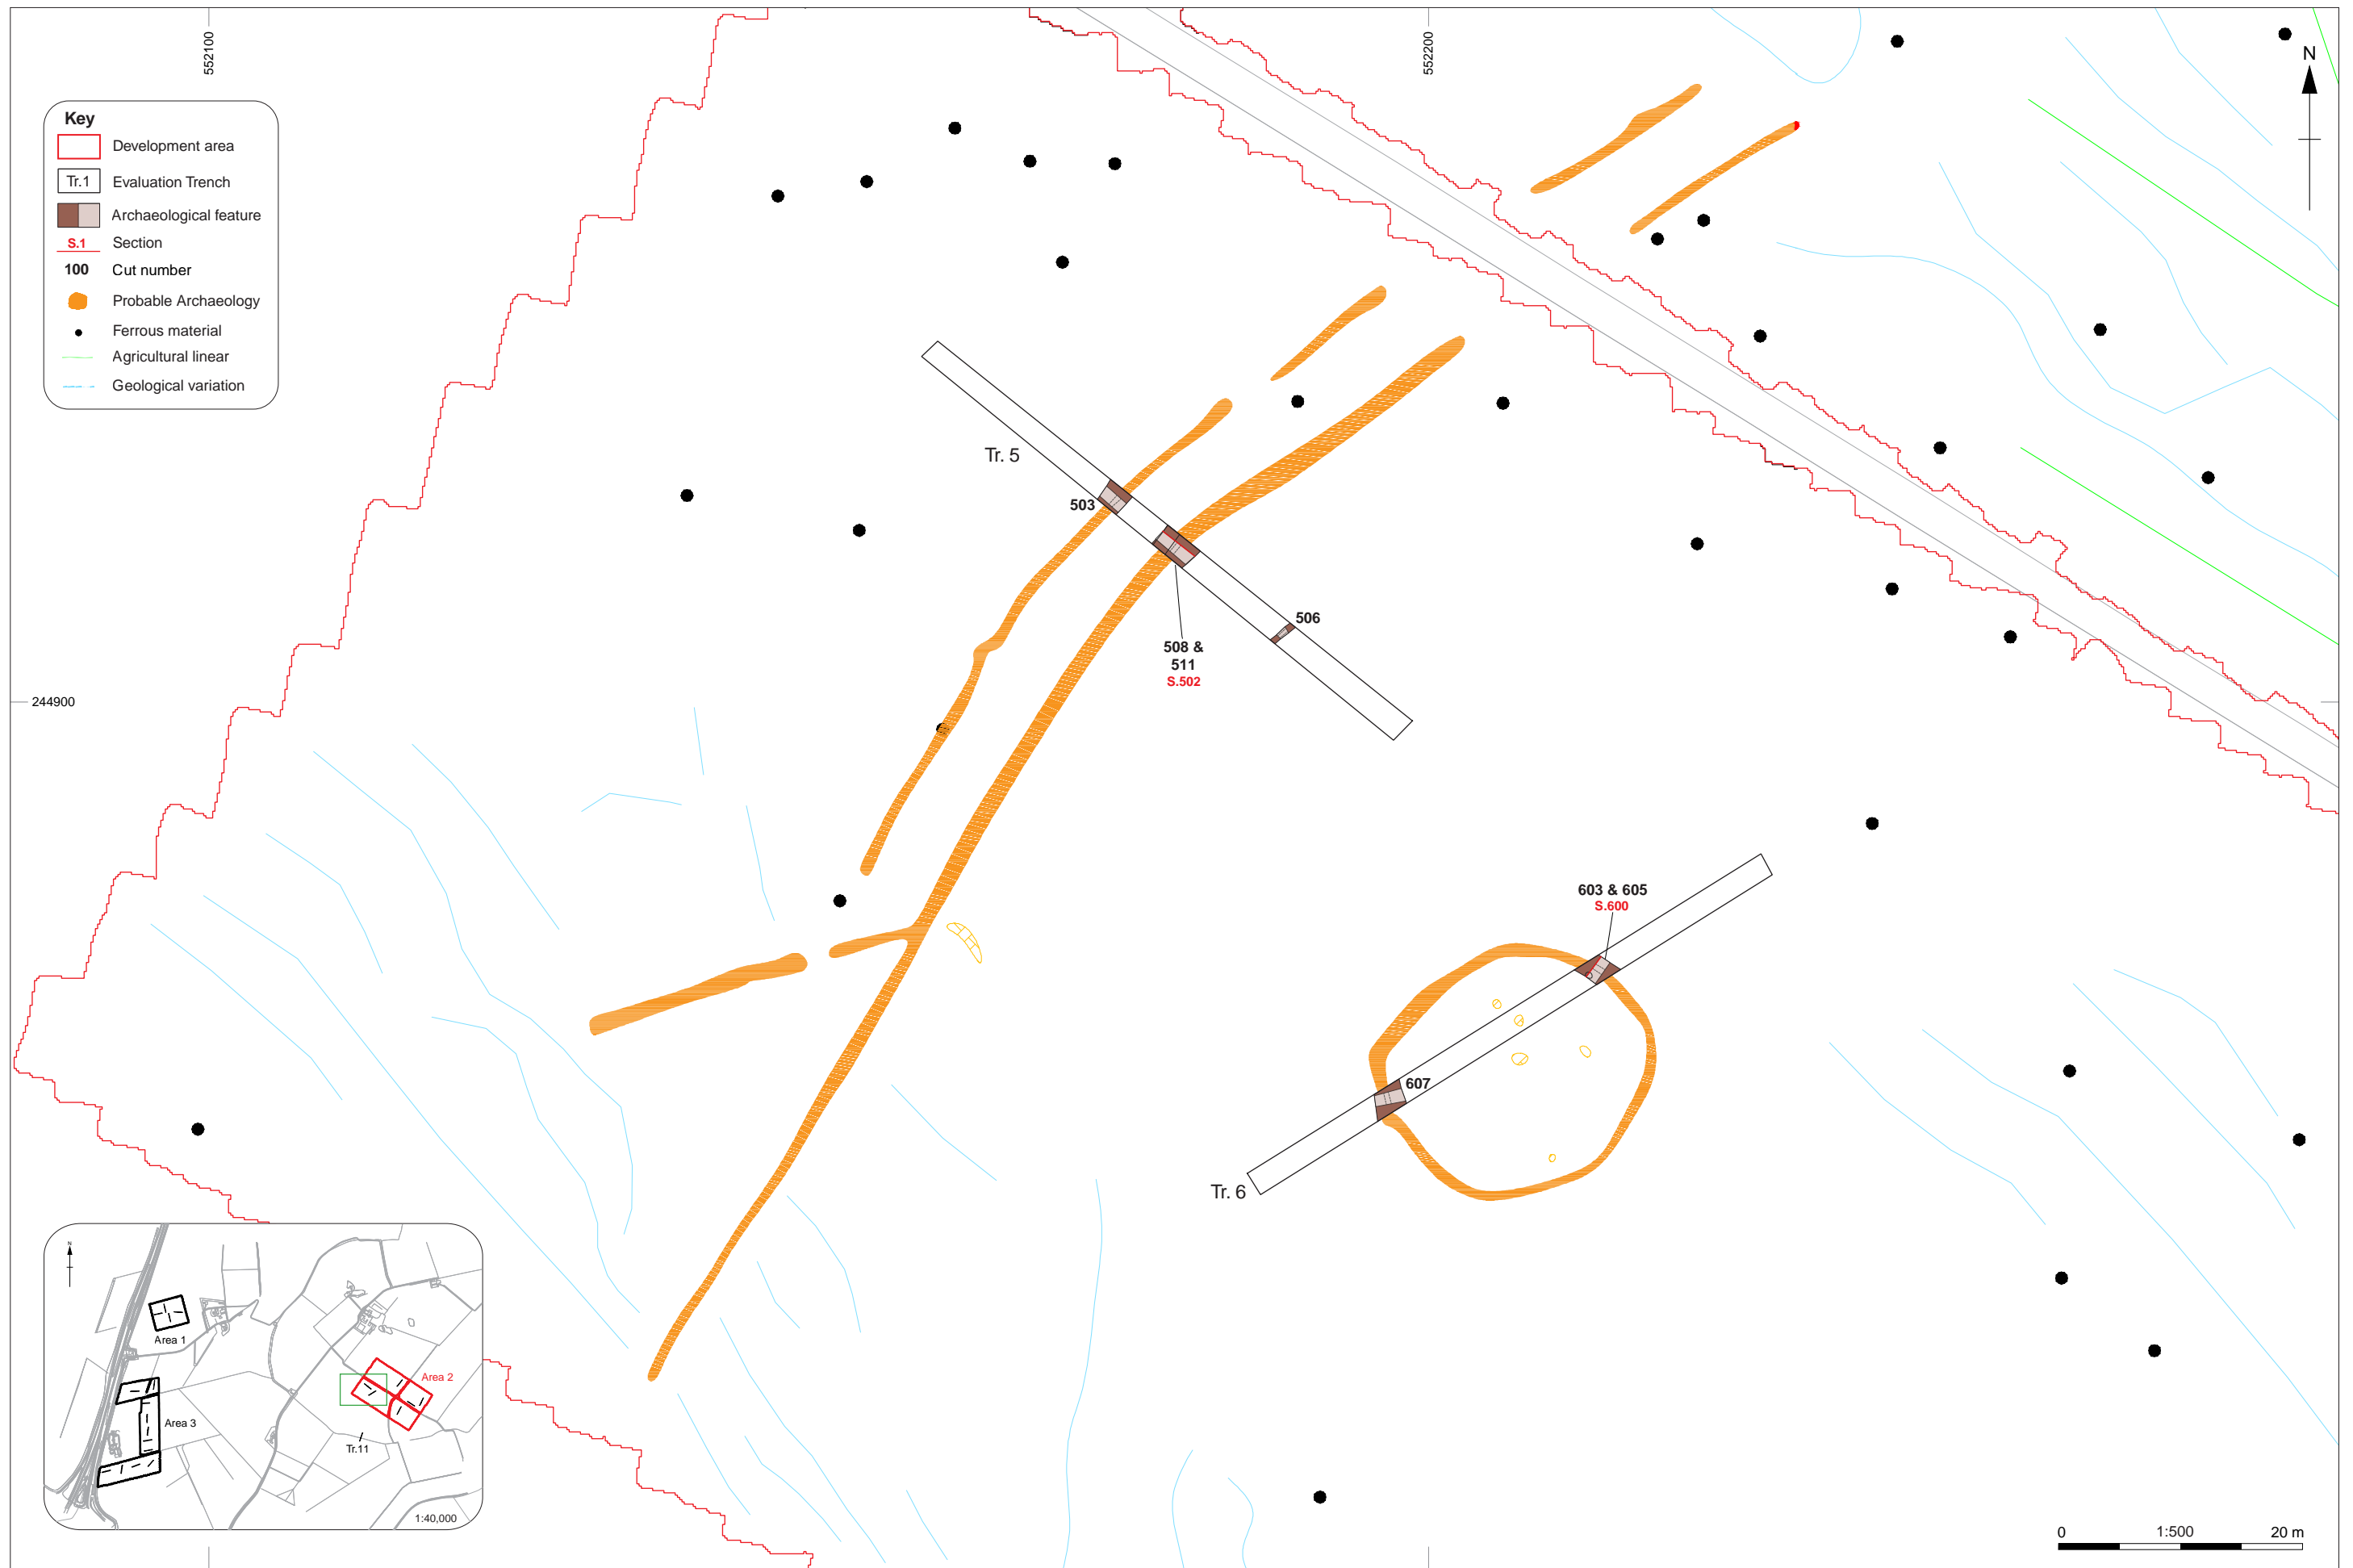 552100
552200
N
Key
Development area
Tr.1 Evaluation Trench
Archaeological feature
S.1 Section
100 Cut number
Probable Archaeology
Ferrous material
Agricultural linear
Geological variation
Tr. 5
503
506
508 &
511
S.502
244900
603 & 605
S.600
607
Tr. 6
N
Area 1
Area 2
Area 3
Tr.11
1:40,000
0 1:500 20 m